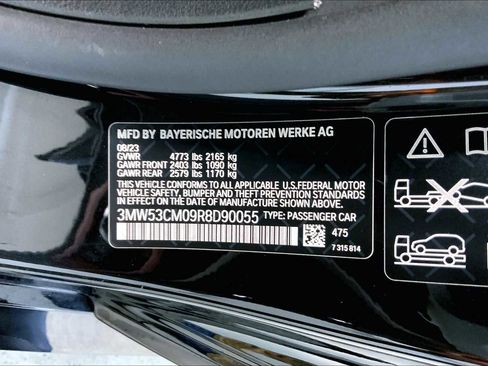 MFD BY BAYERISCHE MOTOREN WERKE AG
08/23
GVWR 4773 lbs 2165 kg
GAWR FRONT 2403 lbs 1090 kg
GAWR REAR 2579 lbs 1170 kg
THIS VEHICLE CONFORMS TO ALL APPLICABLE U.S.FEDERAL MOTOR
VEHICLE SAFETY, BUMPER AND THEFT PREVENTION STANDARDS
IN EFFECT ON THE DATE OF MANUFACTURE SHOWN ABOVE.
3MW53CM09R8D90055 TYPE: PASSENGER CAR
475
7 315 814